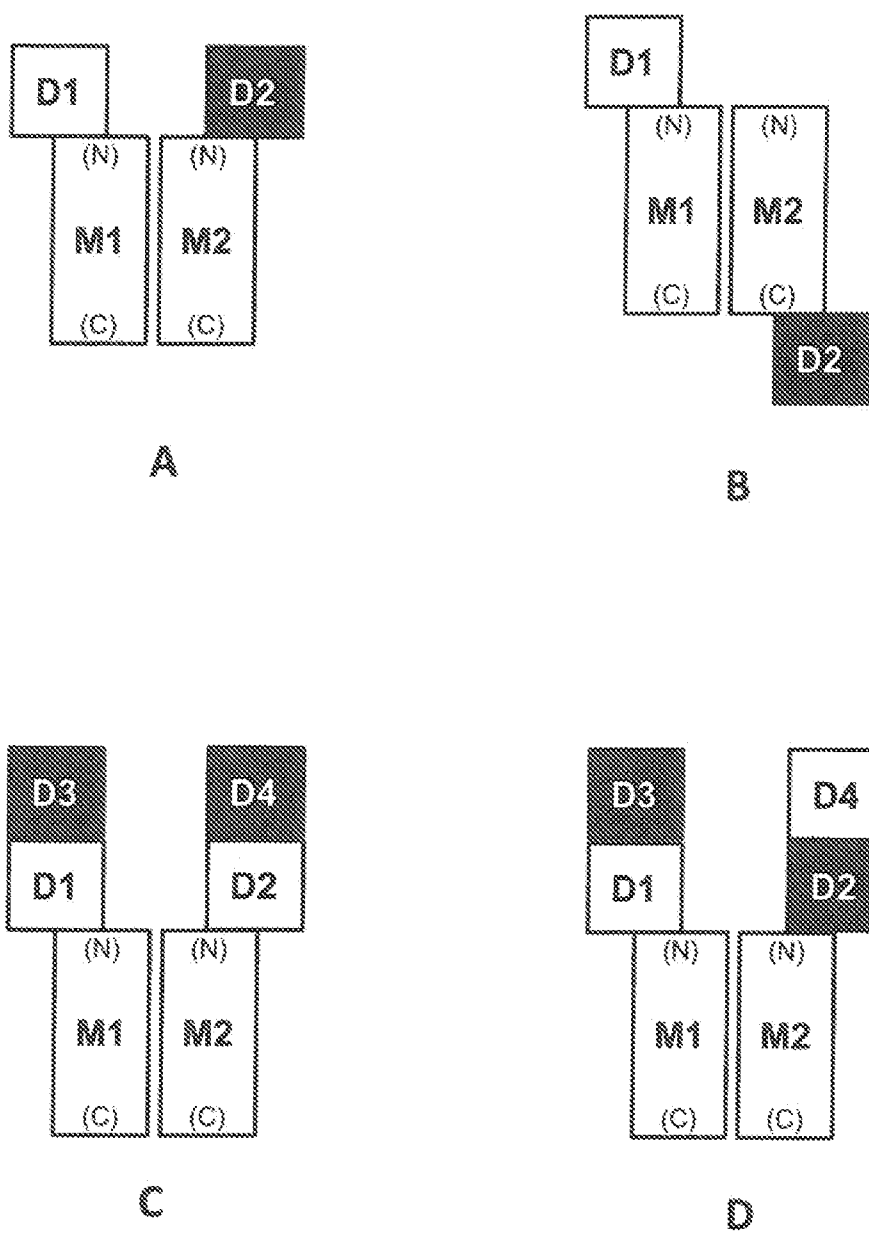 D1 D2
(N) (N)
M1 M2
(C) (C)
A
D1
(N) (N)
M1 M2
(C) (C)
D2
B
D3 D4
D1 D2
(N) (N)
M1 M2
(C) (C)
C
D3 D4
D1 D2
(N) (N)
M1 M2
(C) (C)
D